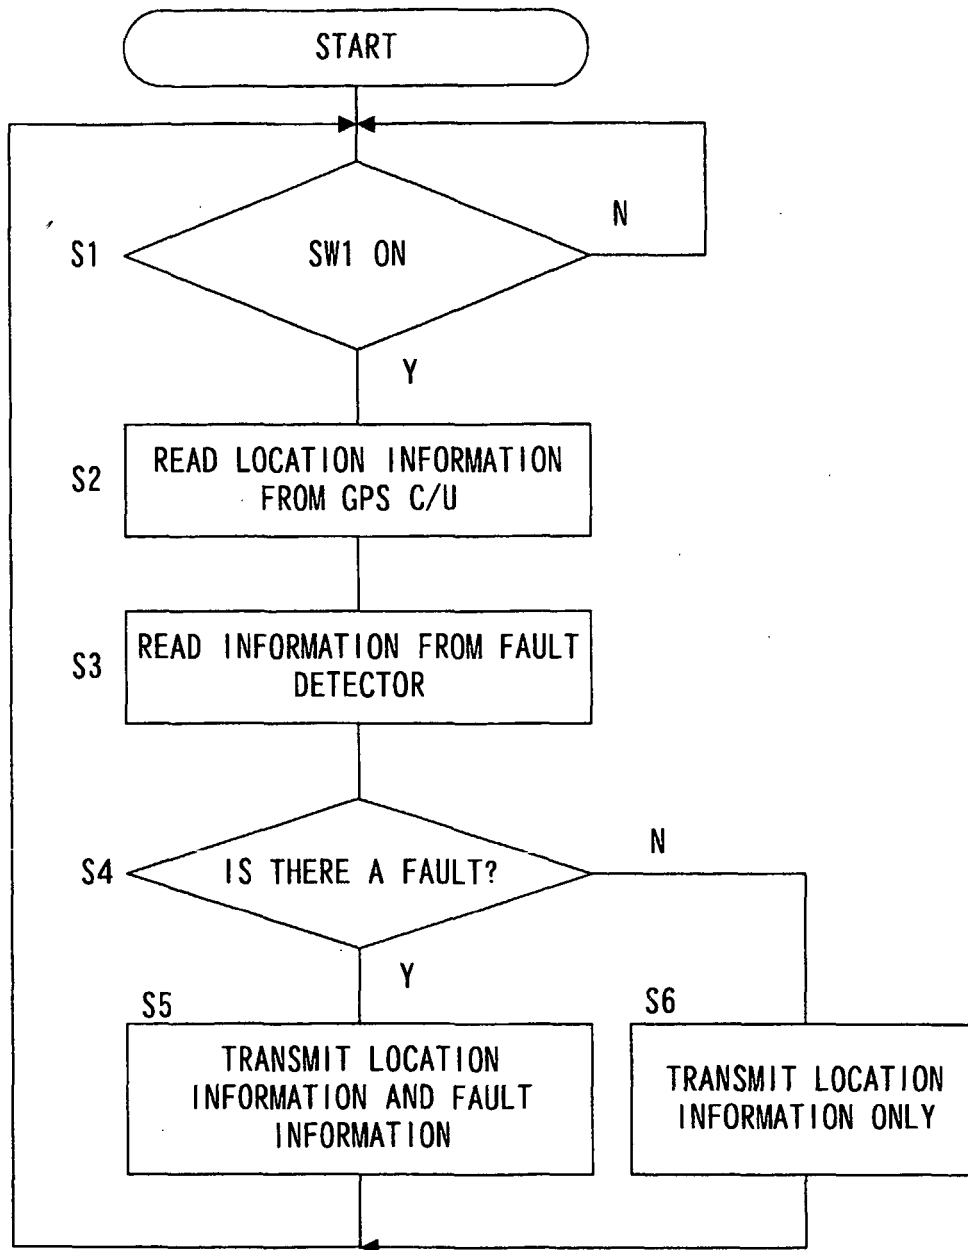 START
N
S1
SW1 ON
Y
S2
READ LOCATION INFORMATION
FROM GPS C/U
S3
READ INFORMATION FROM FAULT
DETECTOR
N
S4
IS THERE A FAULT?
Y
S5
S6
TRANSMIT LOCATION
INFORMATION AND FAULT
INFORMATION
TRANSMIT LOCATION
INFORMATION ONLY